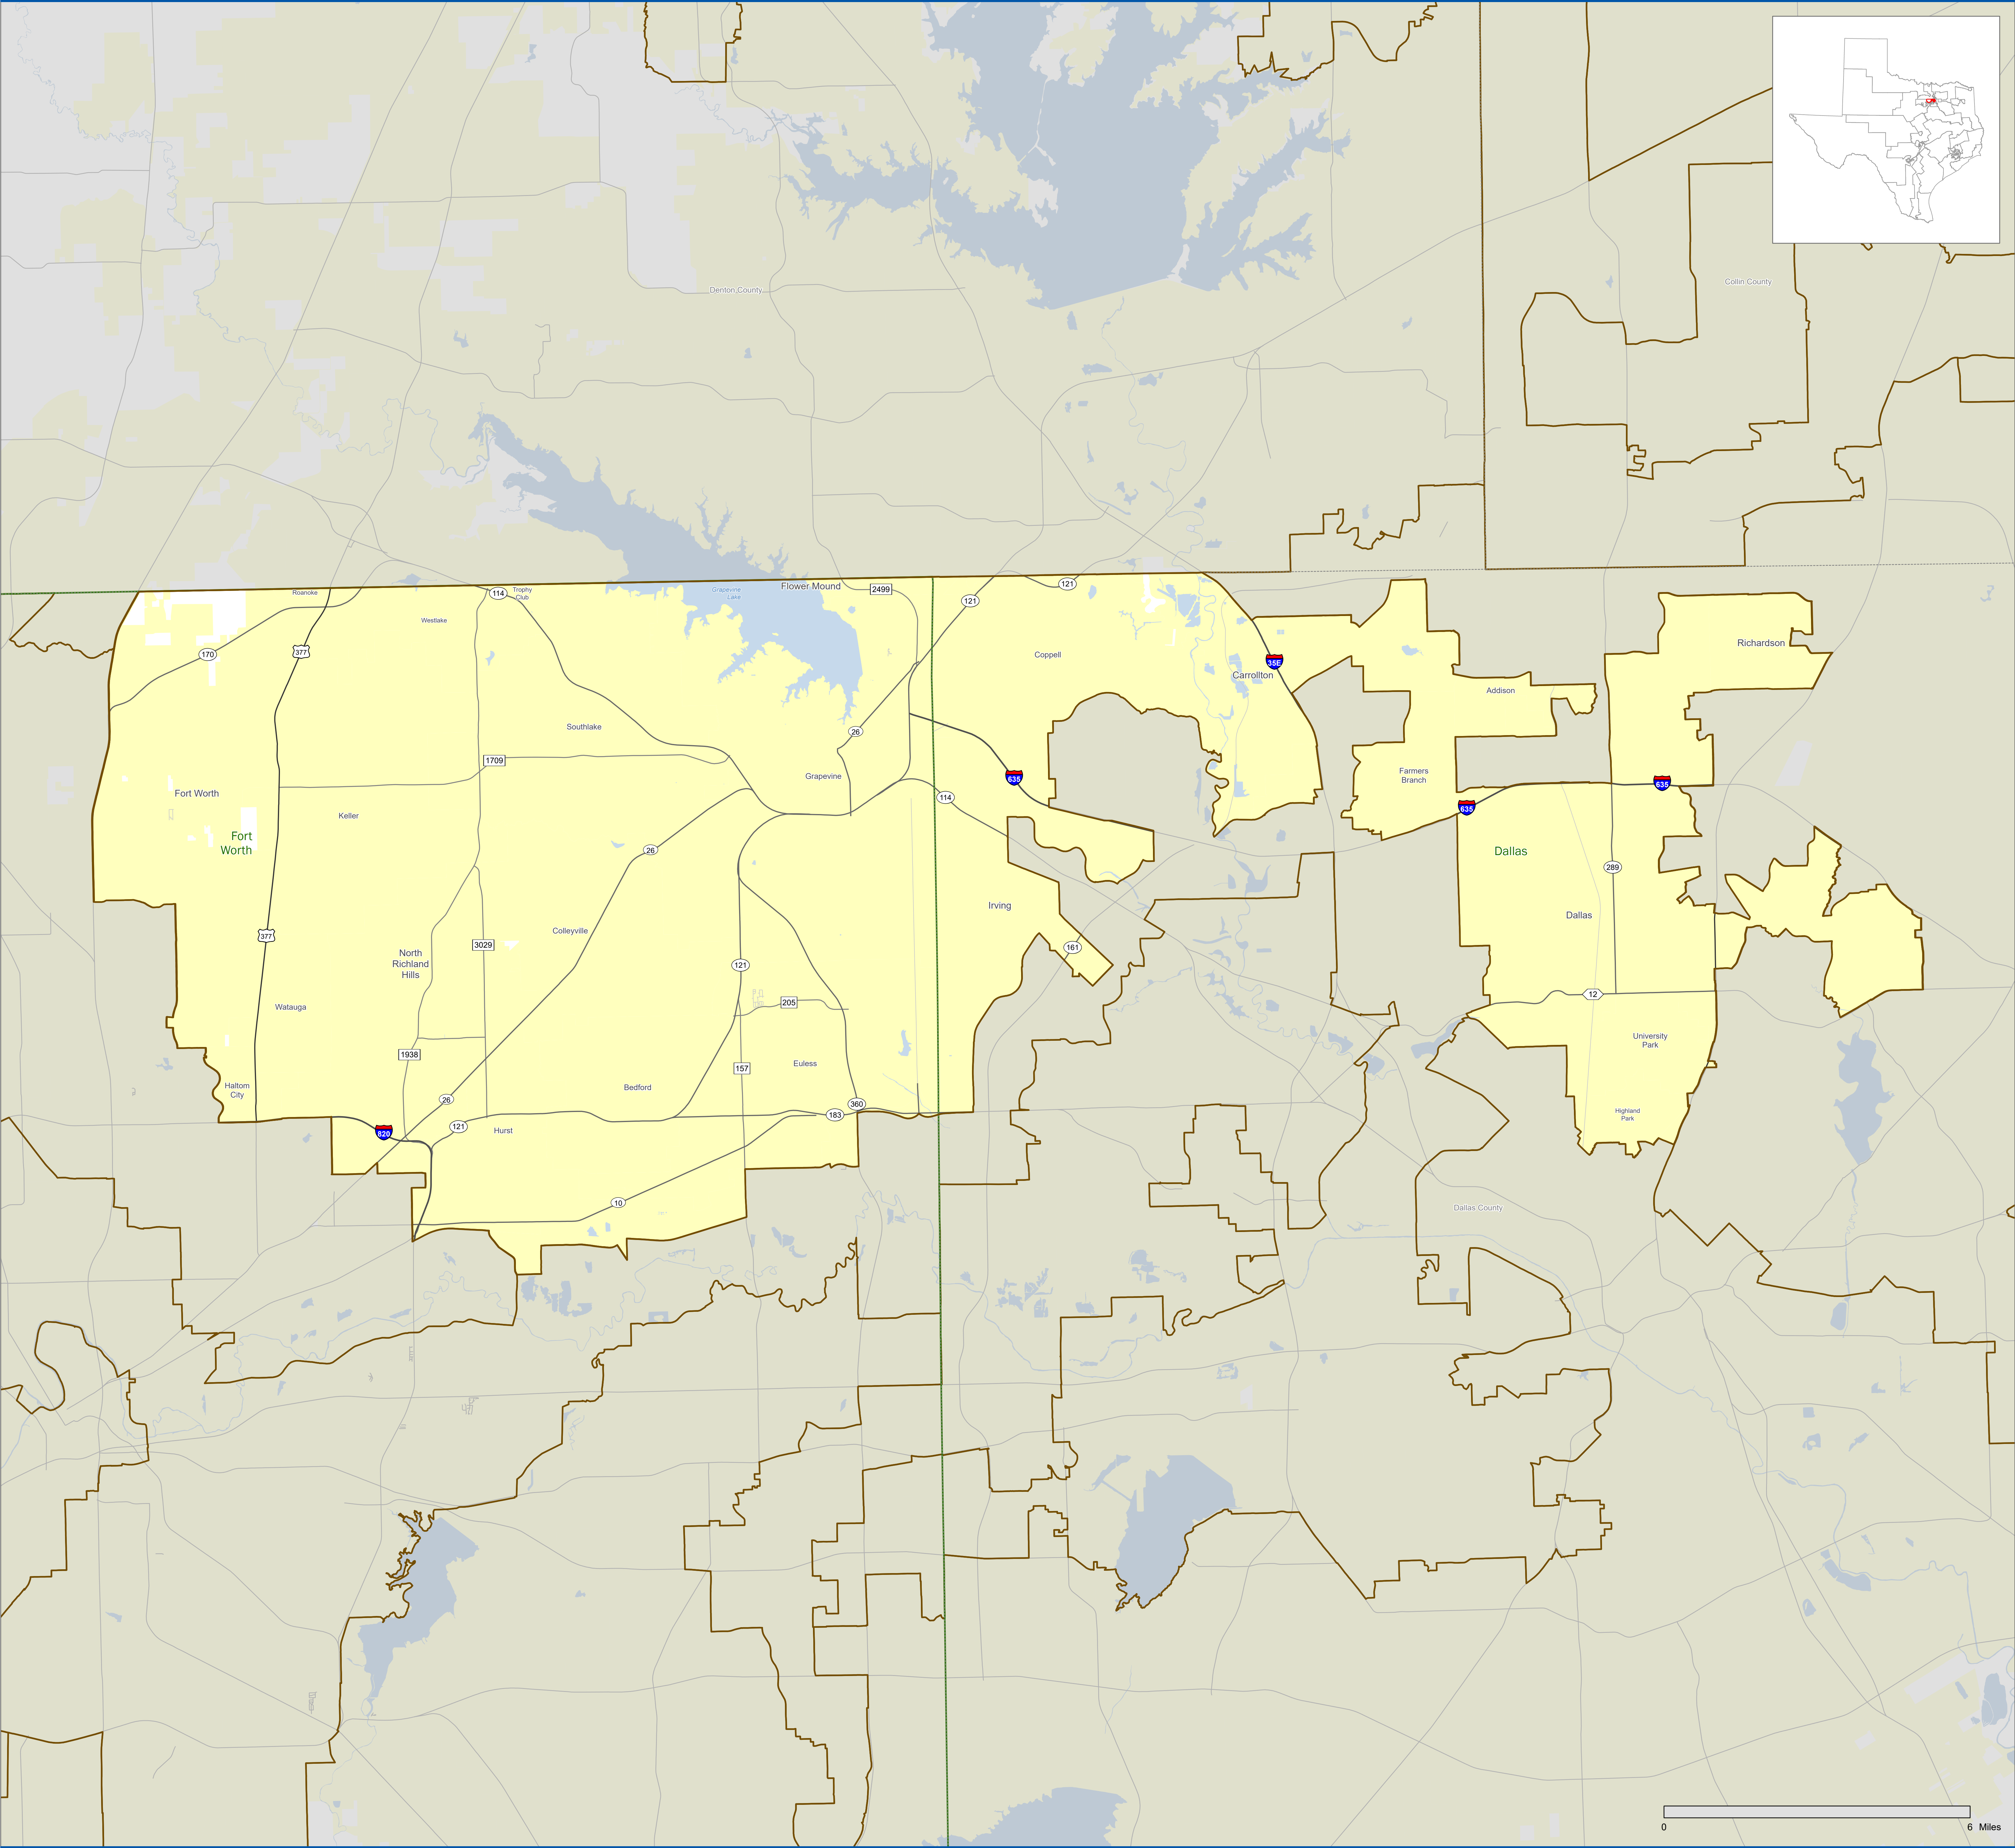 Denton County
Collin County
Roanoke
114
Trophy
Club
Grapevine
Lake
Flower Mound
2499
121
121
Westlake
170
377
Coppell
35E
Carrollton
Richardson
Addison
Southlake
26
1709
Grapevine
635
Farmers
Branch
635
635
Fort Worth
114
Keller
Fort
Worth
26
Dallas
289
377
Colleyville
Irving
Dallas
3029
161
North
Richland
Hills
121
Watauga
205
12
University
Park
1938
157
Euless
Haltom
City
Bedford
26
360
183
Highland
Park
820
121
Hurst
10
Dallas County
0
6 Miles